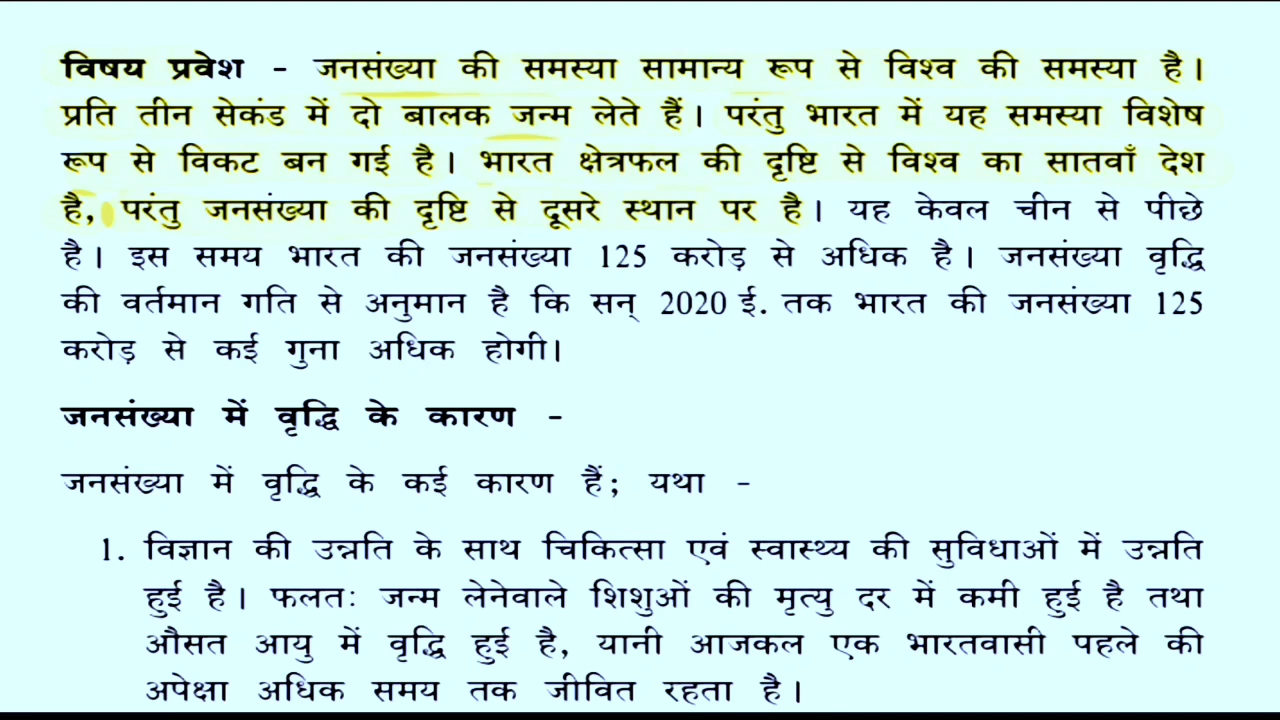 विषय प्रवेश - जनसंख्या की समस्या सामान्य रूप से विश्व की समस्या है।
प्रति तीन सेकंड में दो बालक जन्म लेते हैं। परंतु भारत में यह समस्या विशेष
रूप से विकट बन गई है। भारत क्षेत्रफल की दृष्टि से विश्व का सातवाँ देश
है, परंतु जनसंख्या की दृष्टि से दूसरे स्थान पर है। यह केवल चीन से पीछे
है। इस समय भारत की जनसंख्या 125 करोड़ से अधिक है। जनसंख्या वृद्धि
की वर्तमान गति से अनुमान है कि सन् 2020 ई. तक भारत की जनसंख्या 125
करोड़ से कई गुना अधिक होगी।
जनसंख्या में वृद्धि के कारण -
जनसंख्या में वृद्धि के कई कारण हैं; यथा -
1. विज्ञान की उन्नति के साथ चिकित्सा एवं स्वास्थ्य की सुविधाओं में उन्नति
हुई है। फलतः जन्म लेनेवाले शिशुओं की मृत्यु दर में कमी हुई है तथा
औसत आयु में वृद्धि हुई है, यानी आजकल एक भारतवासी पहले की
अपेक्षा अधिक समय तक जीवित रहता है।